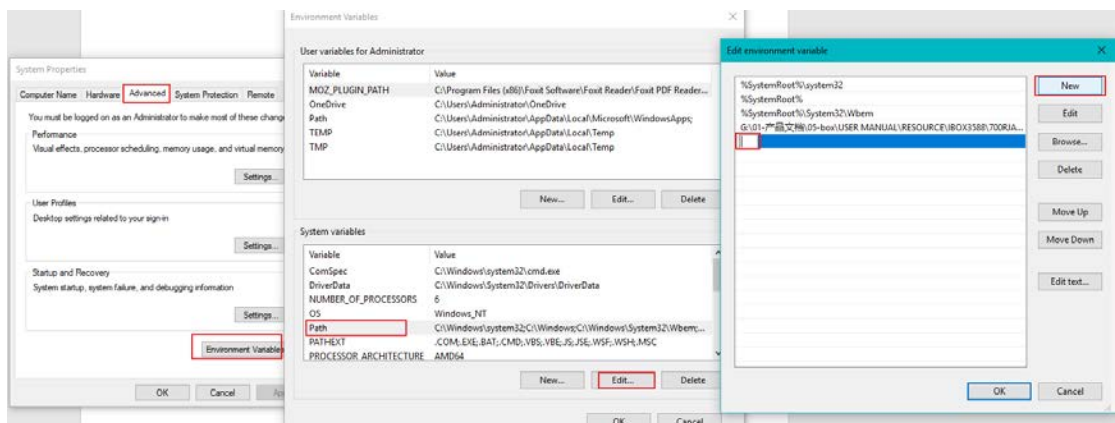 System Properties
Computer Name Hardware Advanced System Protection Remote
You must be logged on as an Administrator to make most of these
Performance
Visual effects, processor scheduling, memory usage, and virtual memory
Settings...
User Profiles
Desktop settings related to your sign-in
Settings...
Startup and Recovery
System startup, system failure, and debugging information
Settings...
Environment
OK Cancel
Environment Variables
User variables for Administrator
Variable Value
MOZ_PLUGIN_PATH C:\Program Files (x86)\Foxit Software\Foxit Reader\Foxit PDF Reader...
OneDrive C:\Users\Administrator\OneDrive
Path C:\Users\Administrator\AppData\Local\Microsoft\WindowsApps;
TEMP C:\Users\Administrator\AppData\Local\Temp
TMP C:\Users\Administrator\AppData\Local\Temp
New... Edit... Delete
System variables
Variable Value
ComSpec C:\Windows\system32\cmd.exe
DriverData C:\Windows\System32\Drivers\DriverData
NUMBER_OF_PROCESSORS 6
OS Windows_NT
Path C:\Windows\system32;C:\Windows;C:\Windows\System32\Wbem;...
PATHEXT .COM;.EXE;.BAT;.CMD;.VBS;.VBE;.JS;.JSE;.WSF;.WSH;.MSC
PROCESSOR_ARCHITECTURE AMD64
New... Edit... Delete
OK Cancel
Edit environment variable
%SystemRoot%\system32
%SystemRoot%
%SystemRoot%\System32\Wbem
G:\01-产品文档\05-box\USER MANUAL\RESOURCE\IBOX3588\700RJA...
New
Edit
Browse...
Delete
Move Up
Move Down
Edit text...
OK Cancel